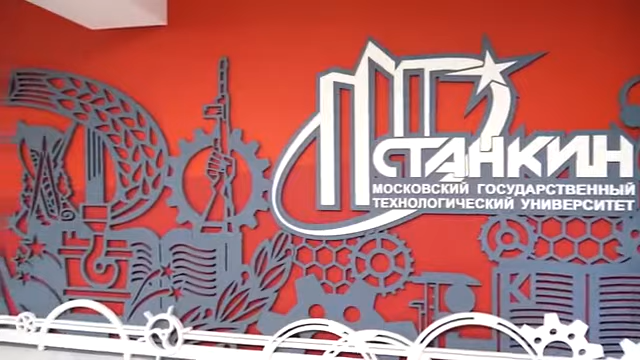 СТАНКИН
МОСКОВСКИЙ ГОСУДАРСТВЕННЫЙ
ТЕХНОЛОГИЧЕСКИЙ УНИВЕРСИТЕТ